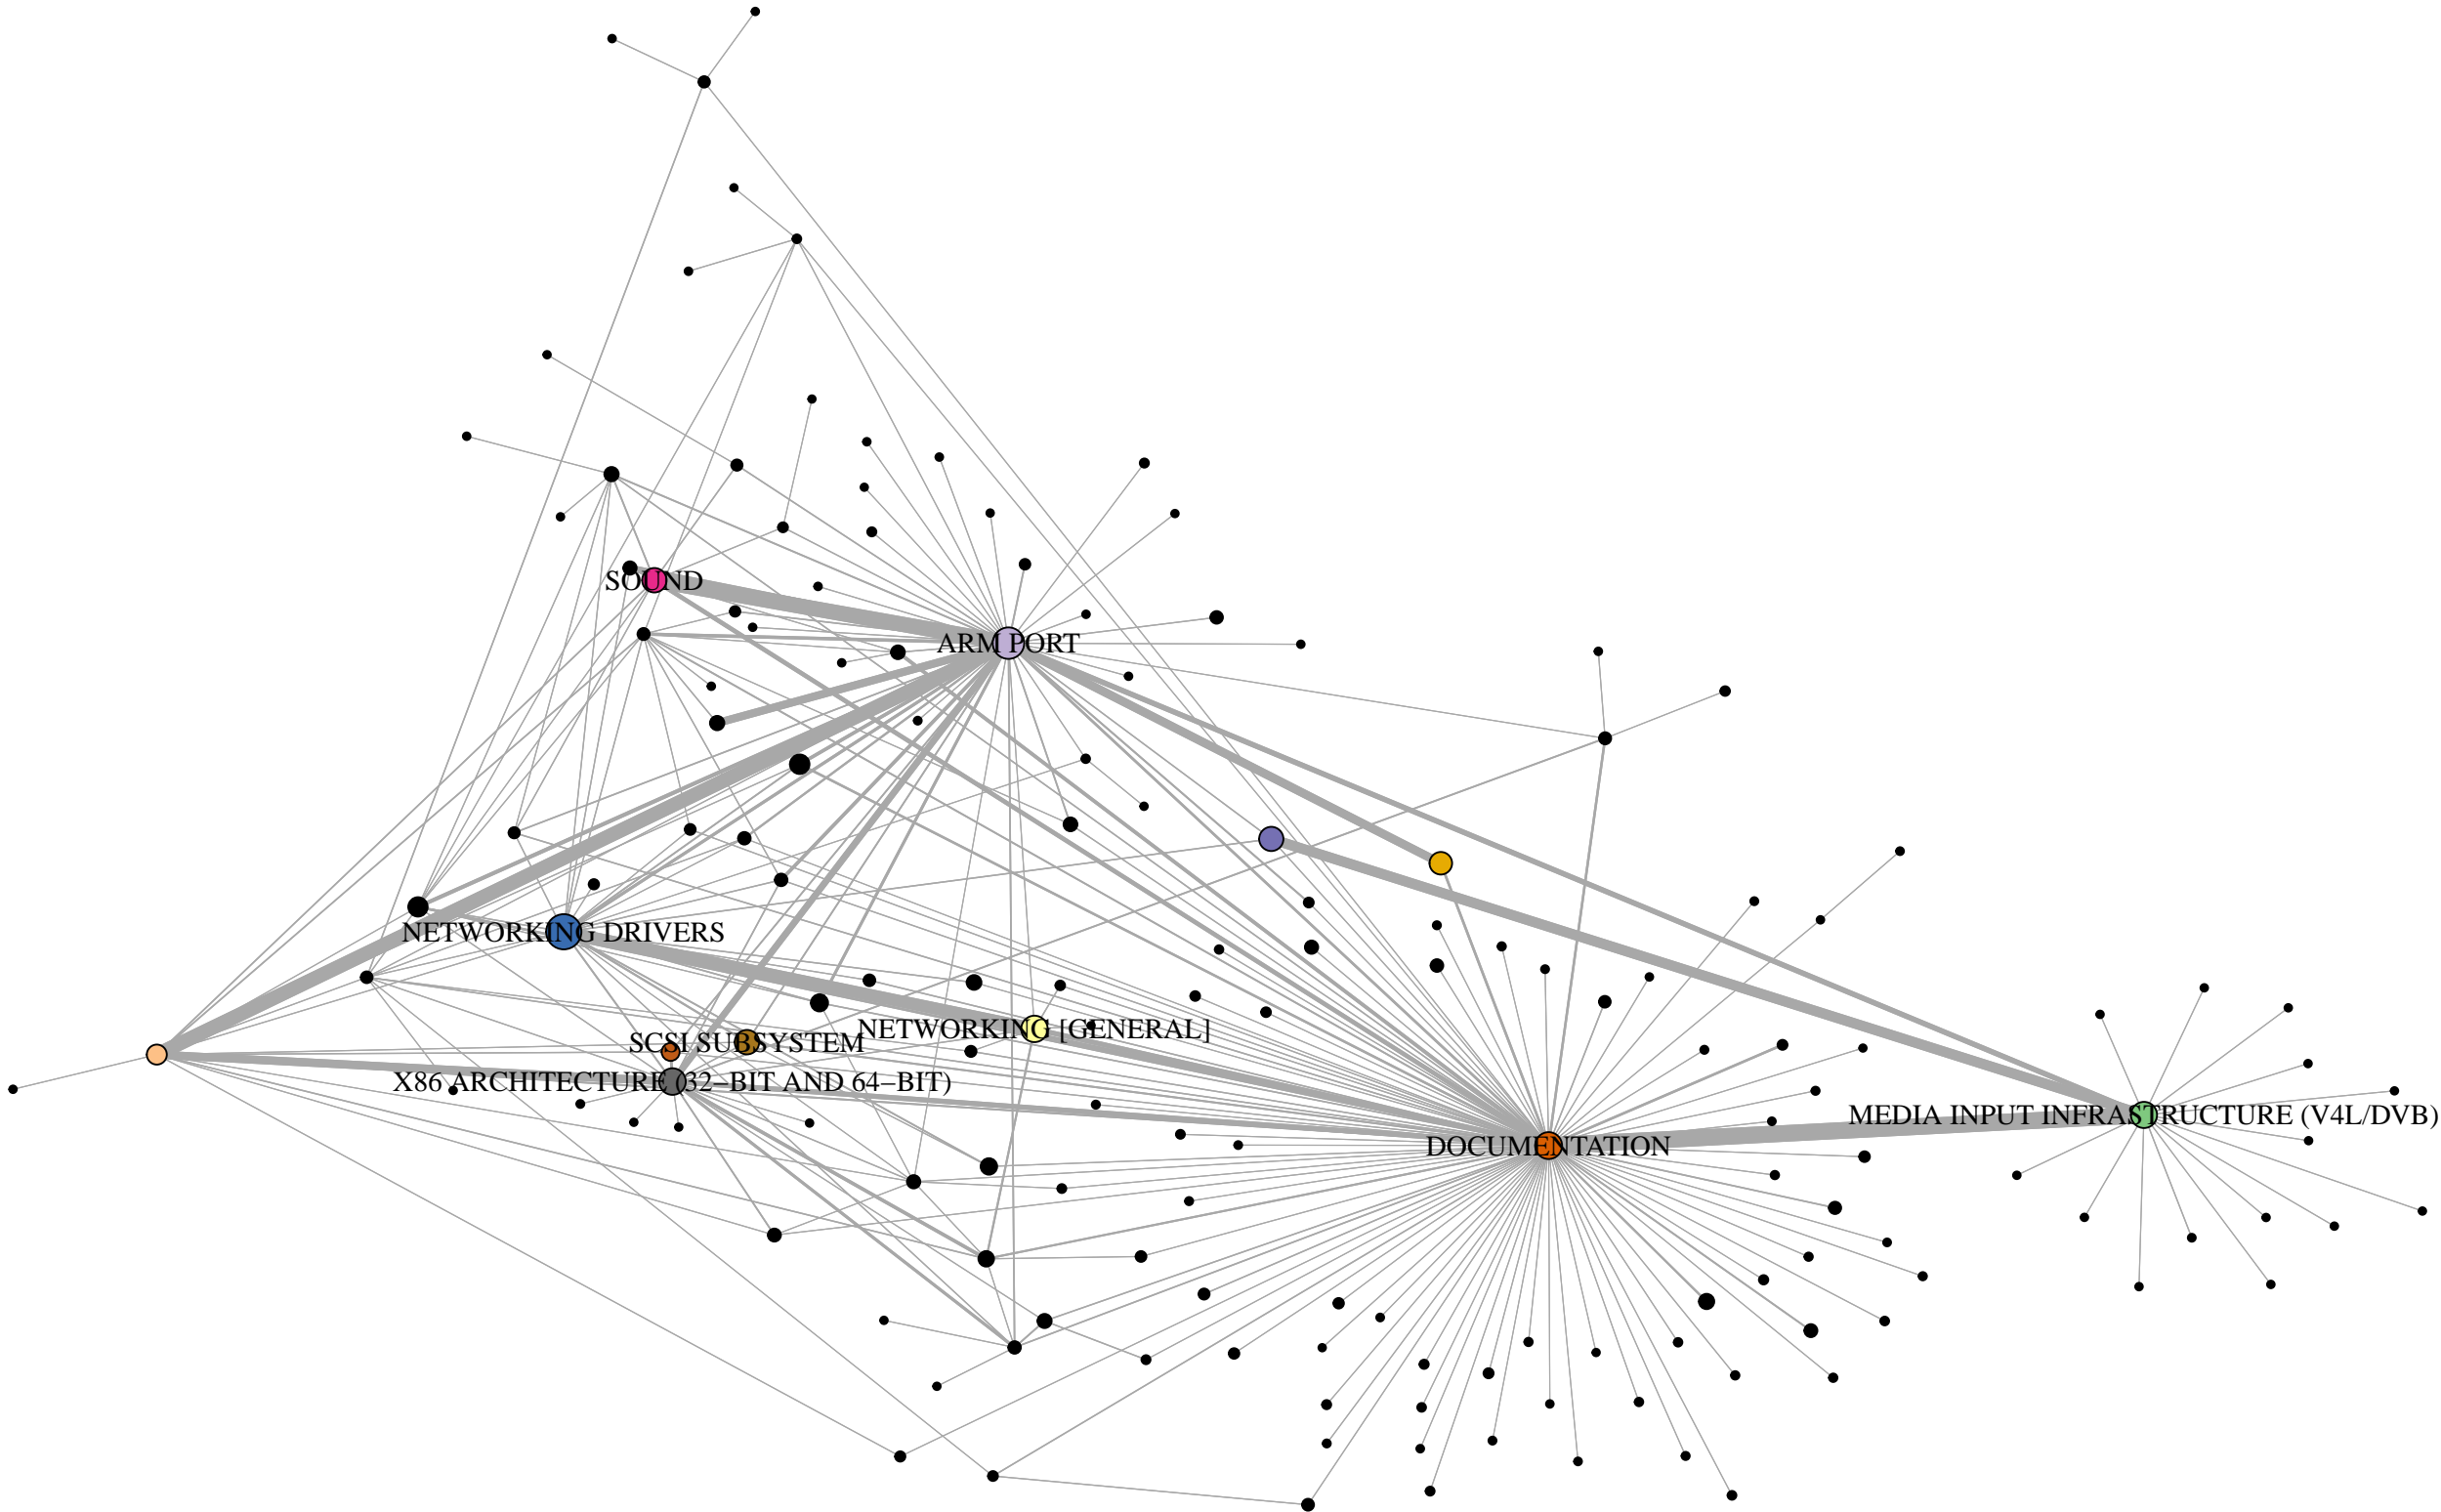 SOUND
ARM PORT
NETWORKING DRIVERS
NETWORKING [GENERAL]
SCSI SUBSYSTEM
X86 ARCHITECTURE (32−BIT AND 64−BIT)
MEDIA INPUT INFRASTRUCTURE (V4L/DVB)
DOCUMENTATION